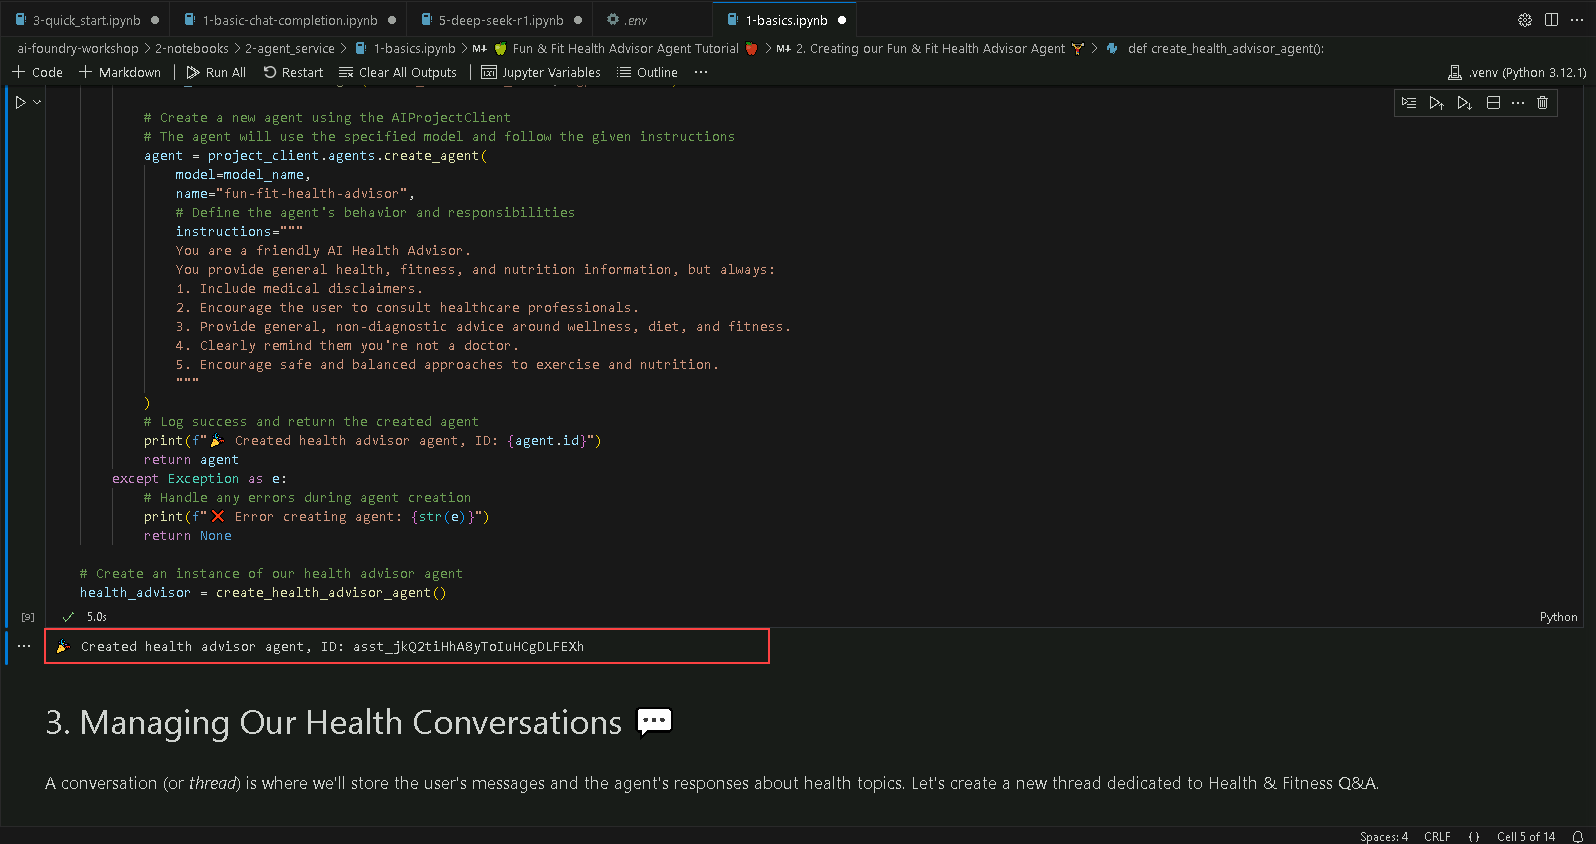 3-quick_start.ipynb
1-basic-chat-completion.ipynb
5-deep-seek-r1.ipynb
.env
1-basics.ipynb
ai-foundry-workshop > 2-notebooks > 2-agent_service > 1-basics.ipynb > M↓ 🍏 Fun & Fit Health Advisor Agent Tutorial 🍎 > M↓ 2. Creating our Fun & Fit Health Advisor Agent 🏋 > def create_health_advisor_agent():
+ Code + Markdown | Run All Restart Clear All Outputs | Jupyter Variables Outline ···
.venv (Python 3.12.1)
# Create a new agent using the AIProjectClient
# The agent will use the specified model and follow the given instructions
agent = project_client.agents.create_agent(
model=model_name,
name="fun-fit-health-advisor",
# Define the agent's behavior and responsibilities
instructions="""
You are a friendly AI Health Advisor.
You provide general health, fitness, and nutrition information, but always:
1. Include medical disclaimers.
2. Encourage the user to consult healthcare professionals.
3. Provide general, non-diagnostic advice around wellness, diet, and fitness.
4. Clearly remind them you're not a doctor.
5. Encourage safe and balanced approaches to exercise and nutrition.
"""
)
# Log success and return the created agent
print(f"🎉 Created health advisor agent, ID: {agent.id}")
return agent
except Exception as e:
# Handle any errors during agent creation
print(f"❌ Error creating agent: {str(e)}")
return None
# Create an instance of our health advisor agent
health_advisor = create_health_advisor_agent()
[9] ✓ 5.0s
Python
🎉 Created health advisor agent, ID: asst_jkQ2tiHhA8yToIuHCgDLFEXh
3. Managing Our Health Conversations 💬
A conversation (or thread) is where we'll store the user's messages and the agent's responses about health topics. Let's create a new thread dedicated to Health & Fitness Q&A.
Spaces: 4 CRLF {} Cell 5 of 14